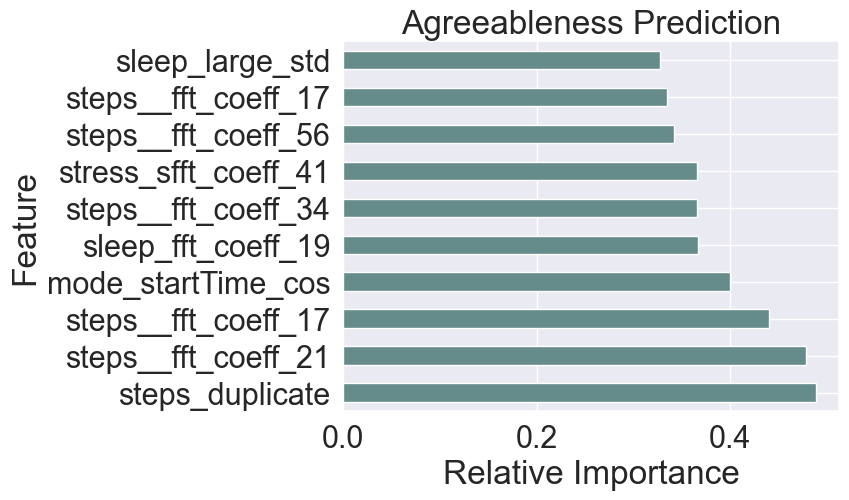 Agreeableness Prediction
Feature
sleep_large_std
steps__fft_coeff_17
steps__fft_coeff_56
stress_sfft_coeff_41
steps__fft_coeff_34
sleep_fft_coeff_19
mode_startTime_cos
steps__fft_coeff_17
steps__fft_coeff_21
steps_duplicate
0.0 0.2 0.4
Relative Importance